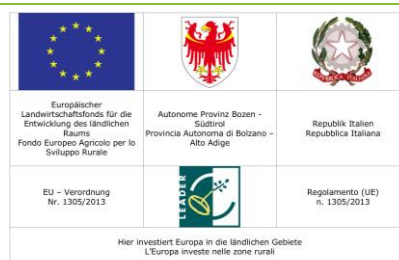 Europäischer
Landwirtschaftsfonds für die
Entwicklung des ländlichen
Raums
Fondo Europeo Agricolo per lo
Sviluppo Rurale
Autonome Provinz Bozen -
Südtirol
Provincia Autonoma di Bolzano –
Alto Adige
Republik Italien
Repubblica Italiana
EU – Verordnung
Nr. 1305/2013
LEADER
Regolamento (UE)
n. 1305/2013
Hier investiert Europa in die ländlichen Gebiete
L'Europa investe nelle zone rurali